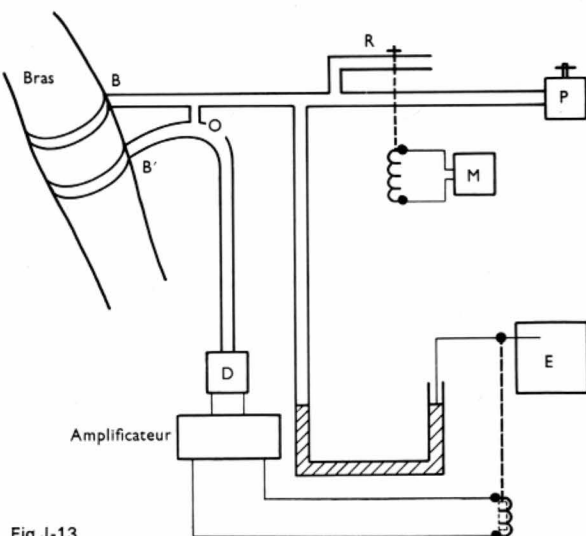 R
Bras
B
P
O
B′
M
D
E
Amplificateur
Fig. I-13